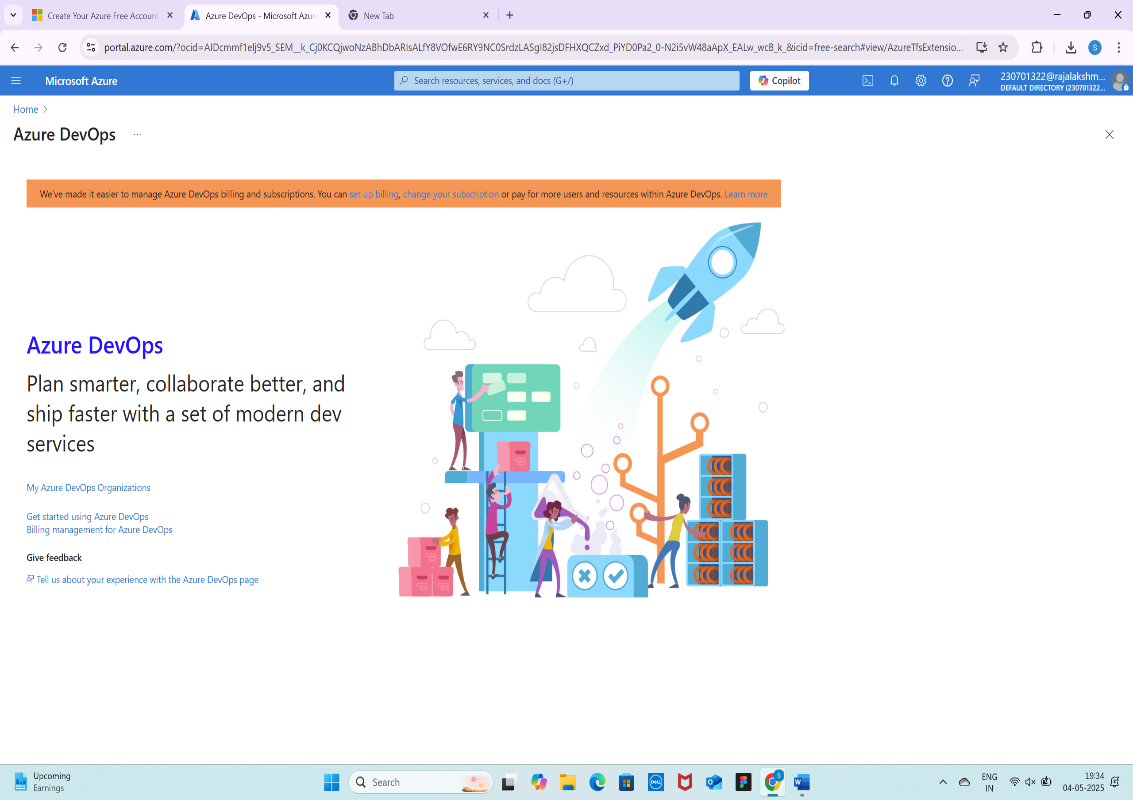 Create Your Azure Free Account
Azure DevOps - Microsoft Azur
New Tab
portal.azure.com/?ocid=AIDcmmf1elj9v5_SEM__k_Cj0KCQjwoNzABhDbARIsALfY8VOfwE6RY9NC0SrdzLASgI82jsDFHXQCZxd_PiYD0Pa2_0-N2i5vW48aApX_EALw_wcB_k_&icid=free-search#view/AzureTfsExtensio...
S
Microsoft Azure
Search resources, services, and docs (G+/)
Copilot
230701322@rajalakshm...
DEFAULT DIRECTORY (230701322...
Home >
Azure DevOps ...
We've made it easier to manage Azure DevOps billing and subscriptions. You can set up billing, change your subscription or pay for more users and resources within Azure DevOps. Learn more
Azure DevOps
Plan smarter, collaborate better, and
ship faster with a set of modern dev
services
My Azure DevOps Organizations
Get started using Azure DevOps
Billing management for Azure DevOps
Give feedback
Tell us about your experience with the Azure DevOps page
Upcoming
Earnings
Search
DELL
S
W
ENG
IN
19:34
04-05-2025